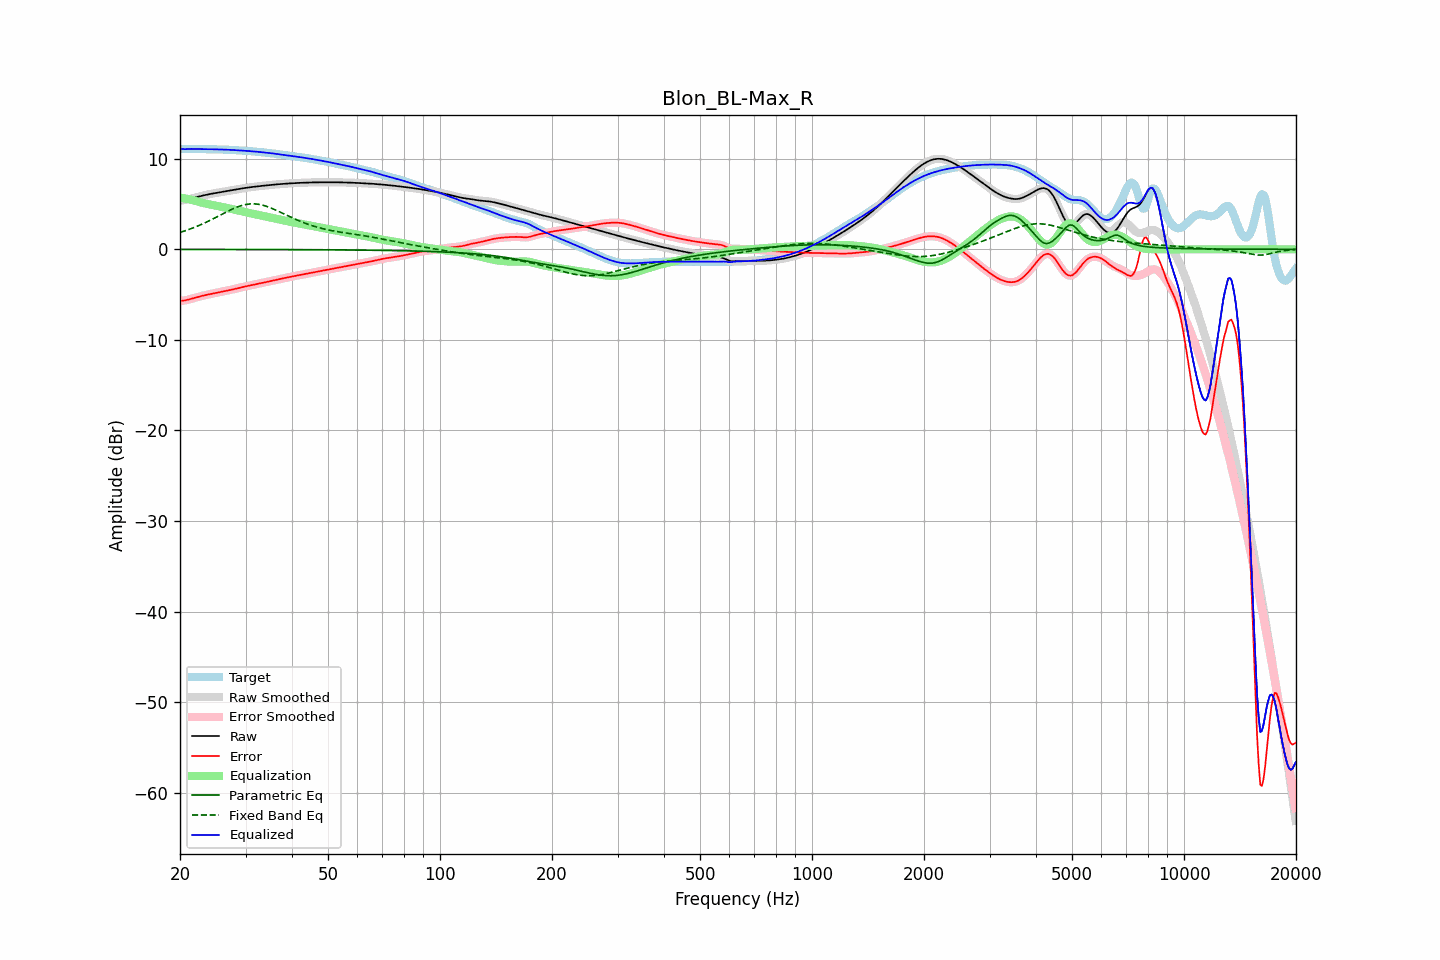 Blon_BL-Max_R
Amplitude (dBr)
10
0
−10
−20
−30
−40
−50
−60
Target
Raw Smoothed
Error Smoothed
Raw
Error
Equalization
Parametric Eq
Fixed Band Eq
Equalized
20 50 100 200 500 1000 2000 5000 10000 20000
Frequency (Hz)